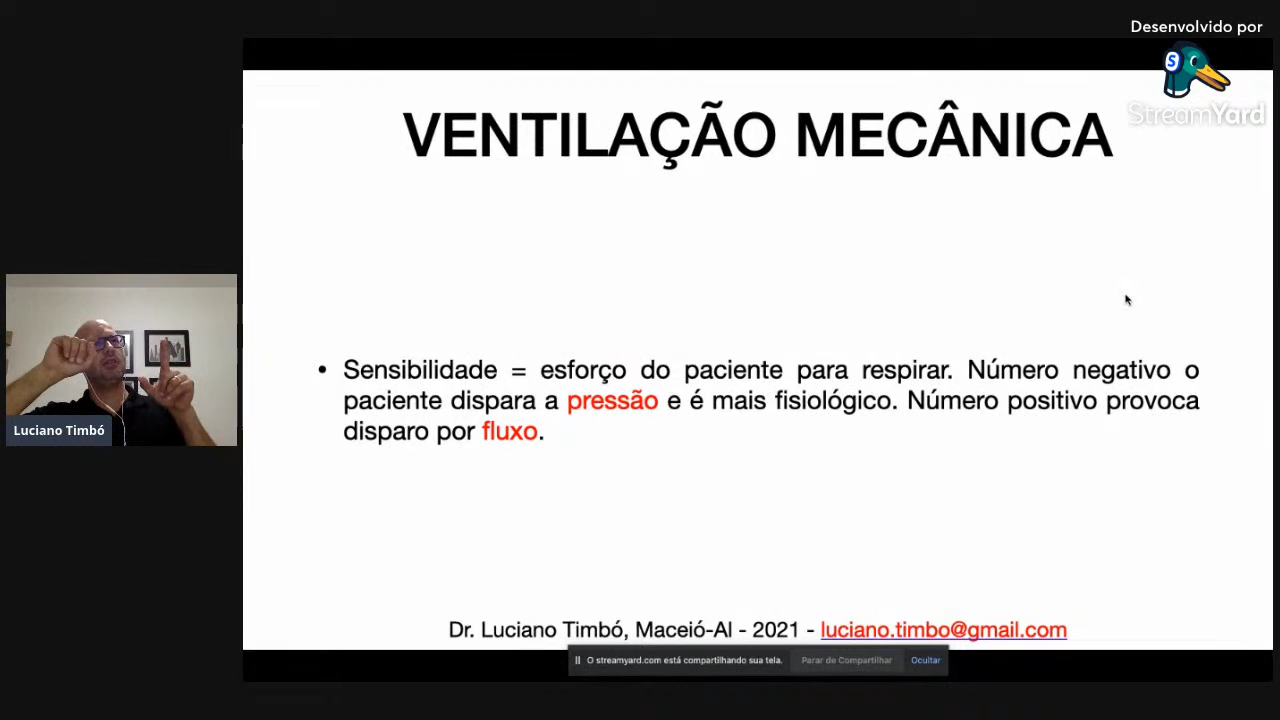 Desenvolvido por
StreamYard
VENTILAÇÃO MECÂNICA
• Sensibilidade = esforço do paciente para respirar. Número negativo o
paciente dispara a pressão e é mais fisiológico. Número positivo provoca
disparo por fluxo.
Luciano Timbó
Dr. Luciano Timbó, Maceió-Al - 2021 - luciano.timbo@gmail.com
O streamyard.com está compartilhando sua tela. Parar de Compartilhar Ocultar